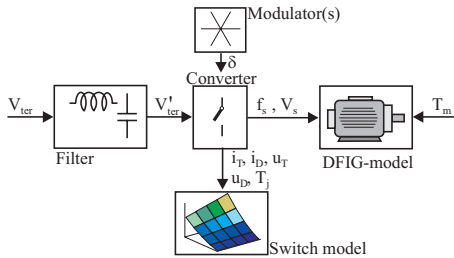 Modulator(s)
δ
Converter
V_ter
V'_ter
f_s , V_s
T_m
Filter
i_T, i_D, u_T
u_D, T_j
DFIG-model
Switch model